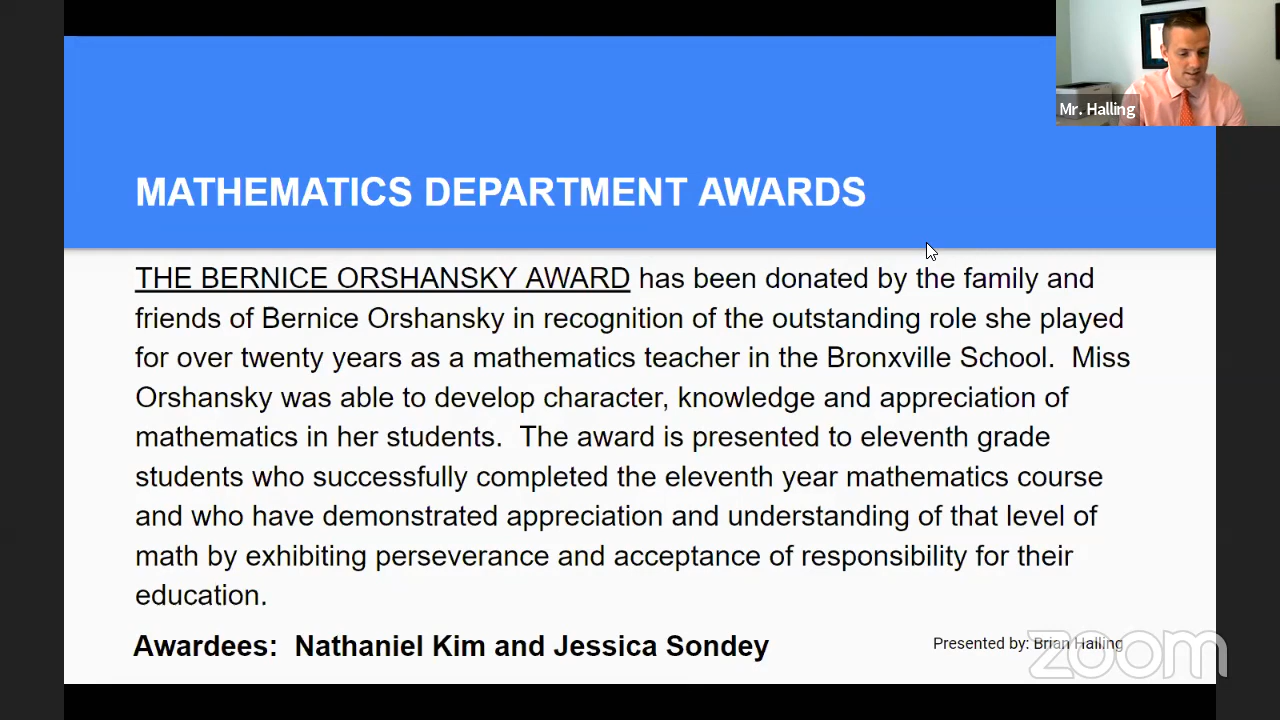 Mr. Halling
MATHEMATICS DEPARTMENT AWARDS
THE BERNICE ORSHANSKY AWARD has been donated by the family and
friends of Bernice Orshansky in recognition of the outstanding role she played
for over twenty years as a mathematics teacher in the Bronxville School.  Miss
Orshansky was able to develop character, knowledge and appreciation of
mathematics in her students.  The award is presented to eleventh grade
students who successfully completed the eleventh year mathematics course
and who have demonstrated appreciation and understanding of that level of
math by exhibiting perseverance and acceptance of responsibility for their
education.
Awardees:  Nathaniel Kim and Jessica Sondey
Presented by: Brian Halling
zoom